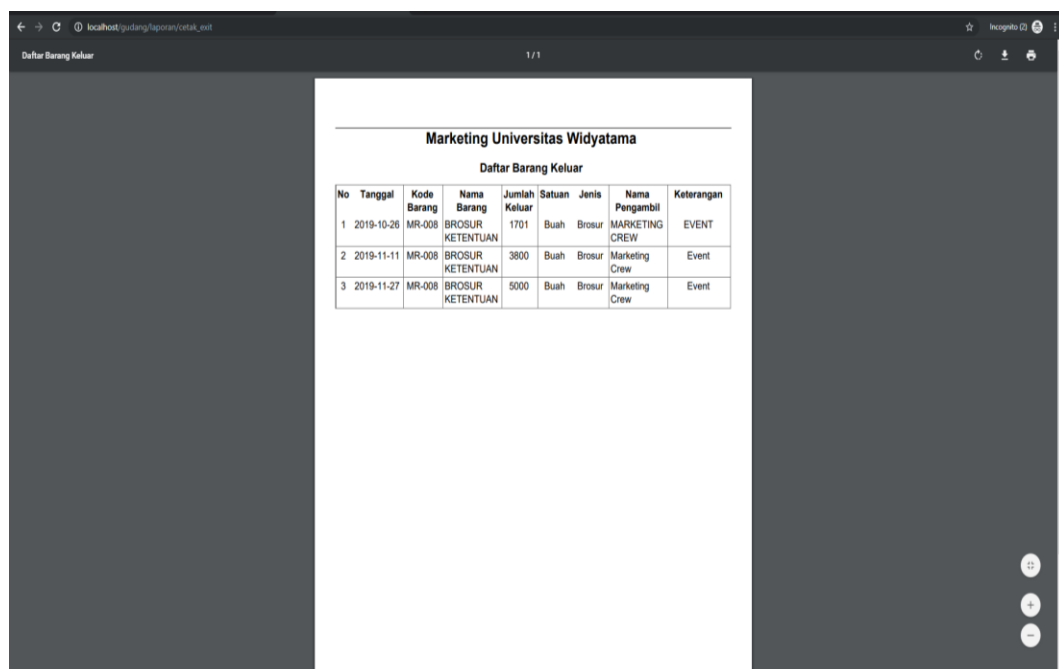 localhost/gudang/laporan/cetak_exit
Incognito (2)
Daftar Barang Keluar
1 / 1
Marketing Universitas Widyatama
Daftar Barang Keluar
No Tanggal Kode Barang Nama Barang Jumlah Keluar Satuan Jenis Nama Pengambil Keterangan
1 2019-10-26 MR-008 BROSUR KETENTUAN 1701 Buah Brosur MARKETING CREW EVENT
2 2019-11-11 MR-008 BROSUR KETENTUAN 3800 Buah Brosur Marketing Crew Event
3 2019-11-27 MR-008 BROSUR KETENTUAN 5000 Buah Brosur Marketing Crew Event